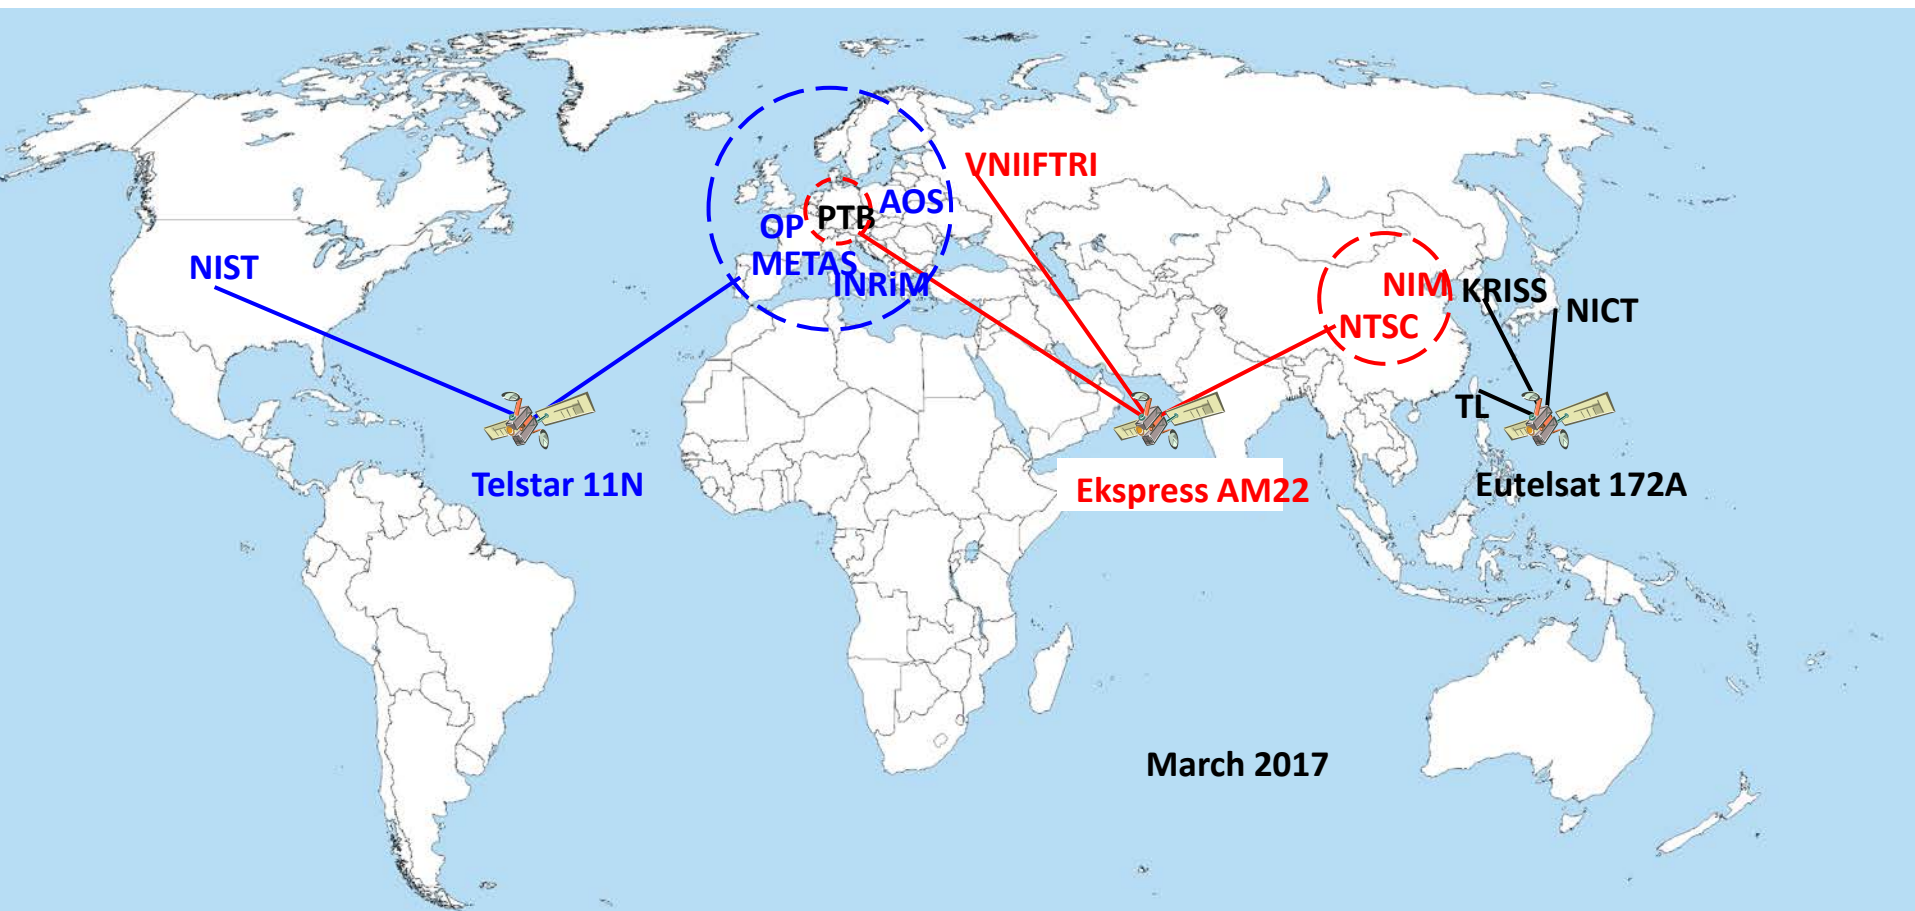 VNIIFTRI
AOS
PTB
OP
METAS
INRiM
NIST
NIM
KRISS
NICT
NTSC
TL
Telstar 11N
Ekspress AM22
Eutelsat 172A
March 2017